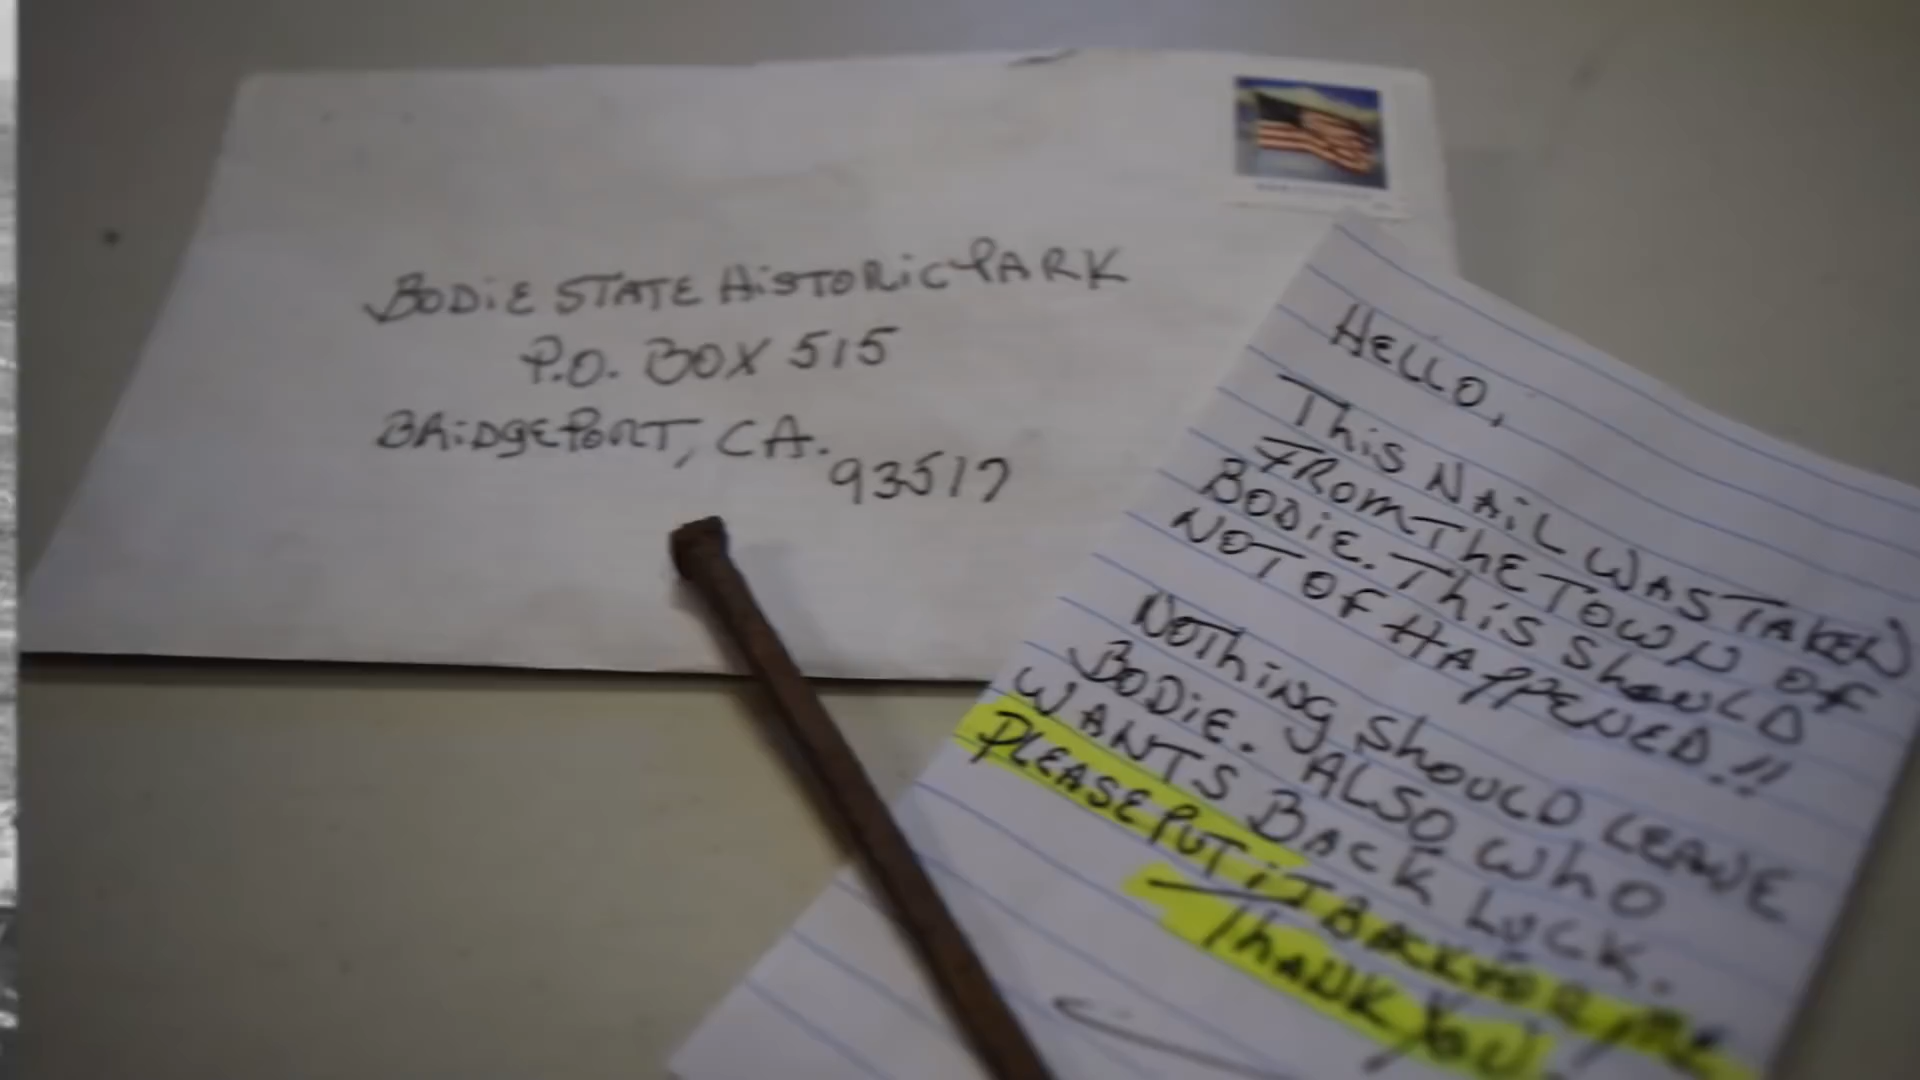 BODiE STATE HiSTORiC PARK
P.O. BOX 515
BRiDgEPORT, CA.
93517
HELLO,
This NAiL WAS TAKEN
FROM ThE TOWN OF
BODiE. This Should
NOT OF HAPPENED.!!
NOThiNg Should LEAVE
BODiE. ALSO Who
WANTS BACK LUCK.
PLEASE PUT iT BACK FOR ME
ThANK YOU